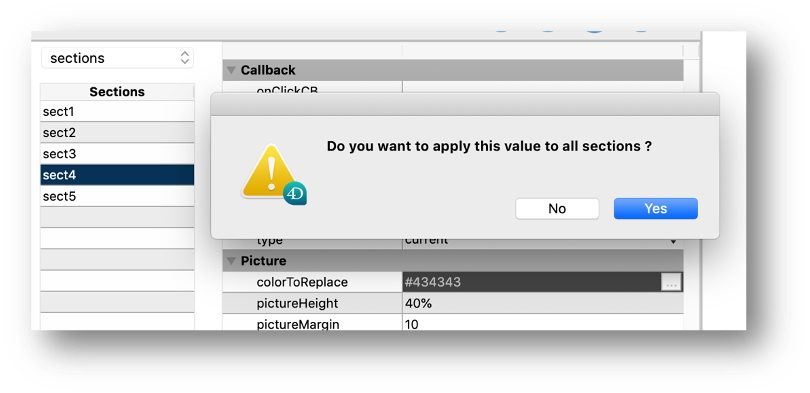 sections
Sections
sect1
sect2
sect3
sect4
sect5
Callback
onClickCB
Do you want to apply this value to all sections ?
4D
No
Yes
type current
Picture
colorToReplace #434343 ...
pictureHeight 40%
pictureMargin 10